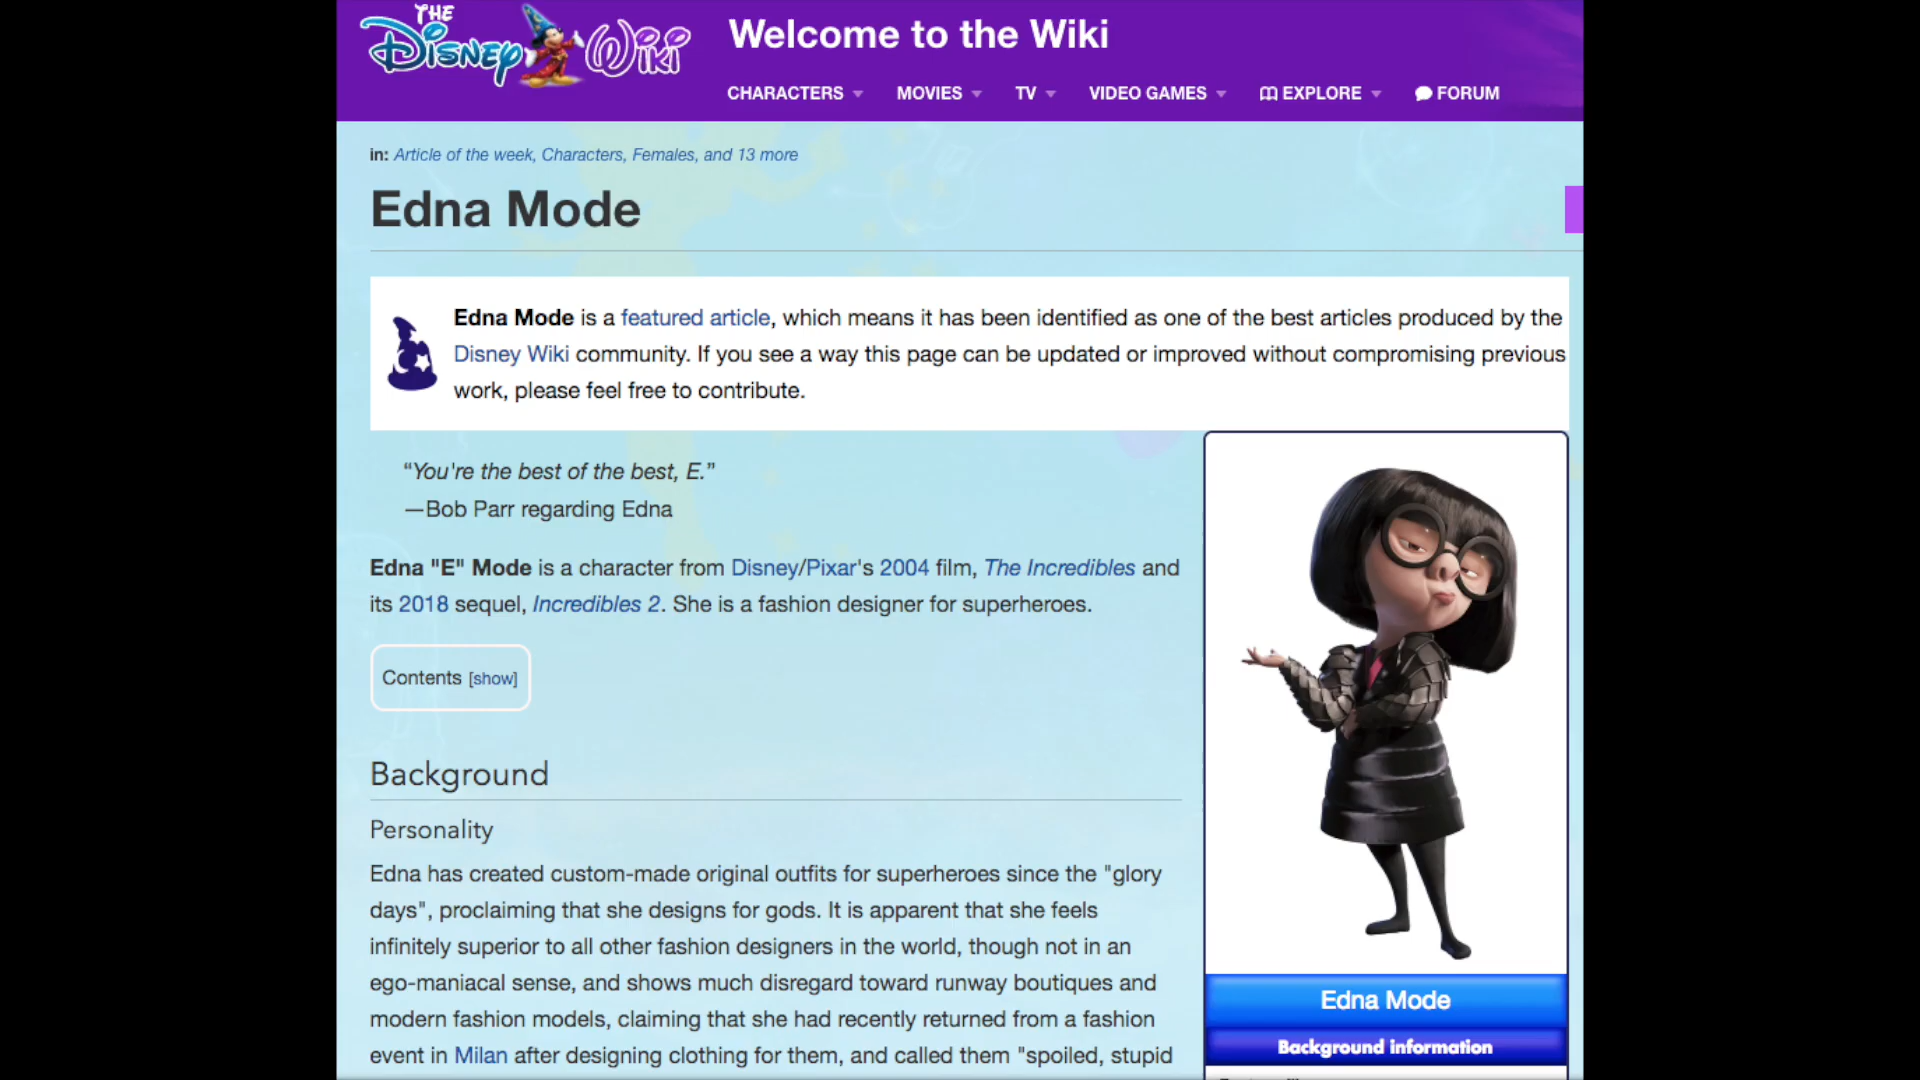 THE
DISNEY Wiki
Welcome to the Wiki
CHARACTERS MOVIES TV VIDEO GAMES EXPLORE FORUM
in: Article of the week, Characters, Females, and 13 more
Edna Mode
Edna Mode is a featured article, which means it has been identified as one of the best articles produced by the
Disney Wiki community. If you see a way this page can be updated or improved without compromising previous
work, please feel free to contribute.
“You're the best of the best, E.”
—Bob Parr regarding Edna
Edna "E" Mode is a character from Disney/Pixar's 2004 film, The Incredibles and
its 2018 sequel, Incredibles 2. She is a fashion designer for superheroes.
Contents [show]
Background
Personality
Edna has created custom-made original outfits for superheroes since the "glory
days", proclaiming that she designs for gods. It is apparent that she feels
infinitely superior to all other fashion designers in the world, though not in an
ego-maniacal sense, and shows much disregard toward runway boutiques and
modern fashion models, claiming that she had recently returned from a fashion
event in Milan after designing clothing for them, and called them "spoiled, stupid
Edna Mode
Background information